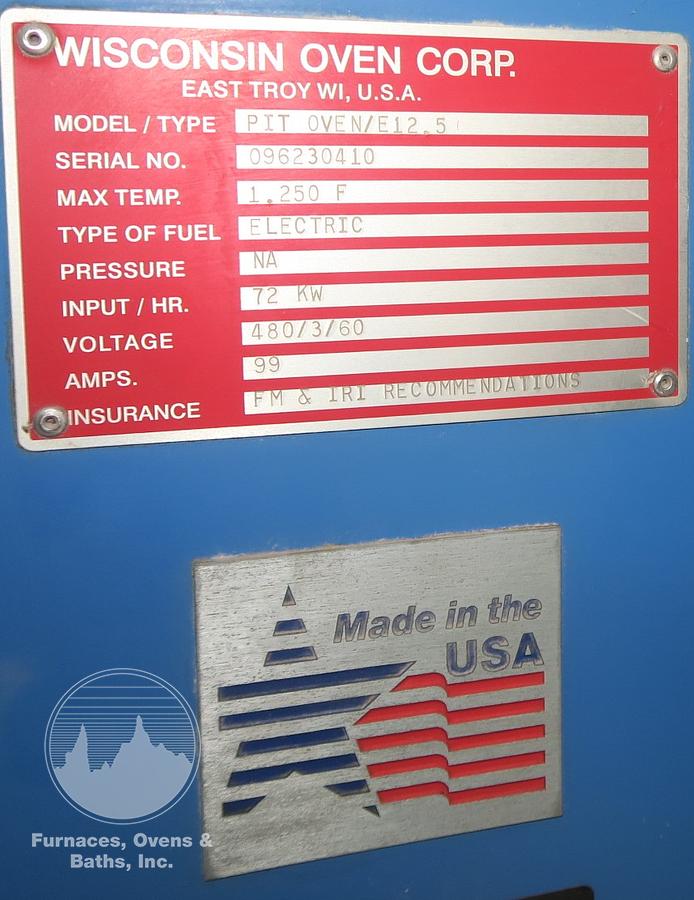 WISCONSIN OVEN CORP.
EAST TROY WI, U.S.A.
MODEL / TYPE PIT OVEN/E12.5
SERIAL NO. 096230410
MAX TEMP. 1,250 F
TYPE OF FUEL ELECTRIC
PRESSURE NA
INPUT / HR. 72 KW
VOLTAGE 480/3/60
AMPS. 99
INSURANCE FM & IRI RECOMMENDATIONS
Made in the
USA
Furnaces, Ovens &
Baths, Inc.